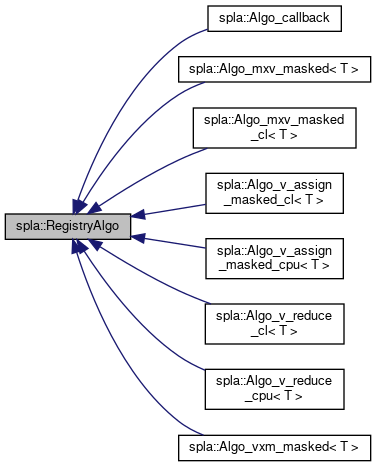 spla::Algo_callback
spla::Algo_mxv_masked< T >
spla::Algo_mxv_masked
_cl< T >
spla::Algo_v_assign
_masked_cl< T >
spla::RegistryAlgo
spla::Algo_v_assign
_masked_cpu< T >
spla::Algo_v_reduce
_cl< T >
spla::Algo_v_reduce
_cpu< T >
spla::Algo_vxm_masked< T >